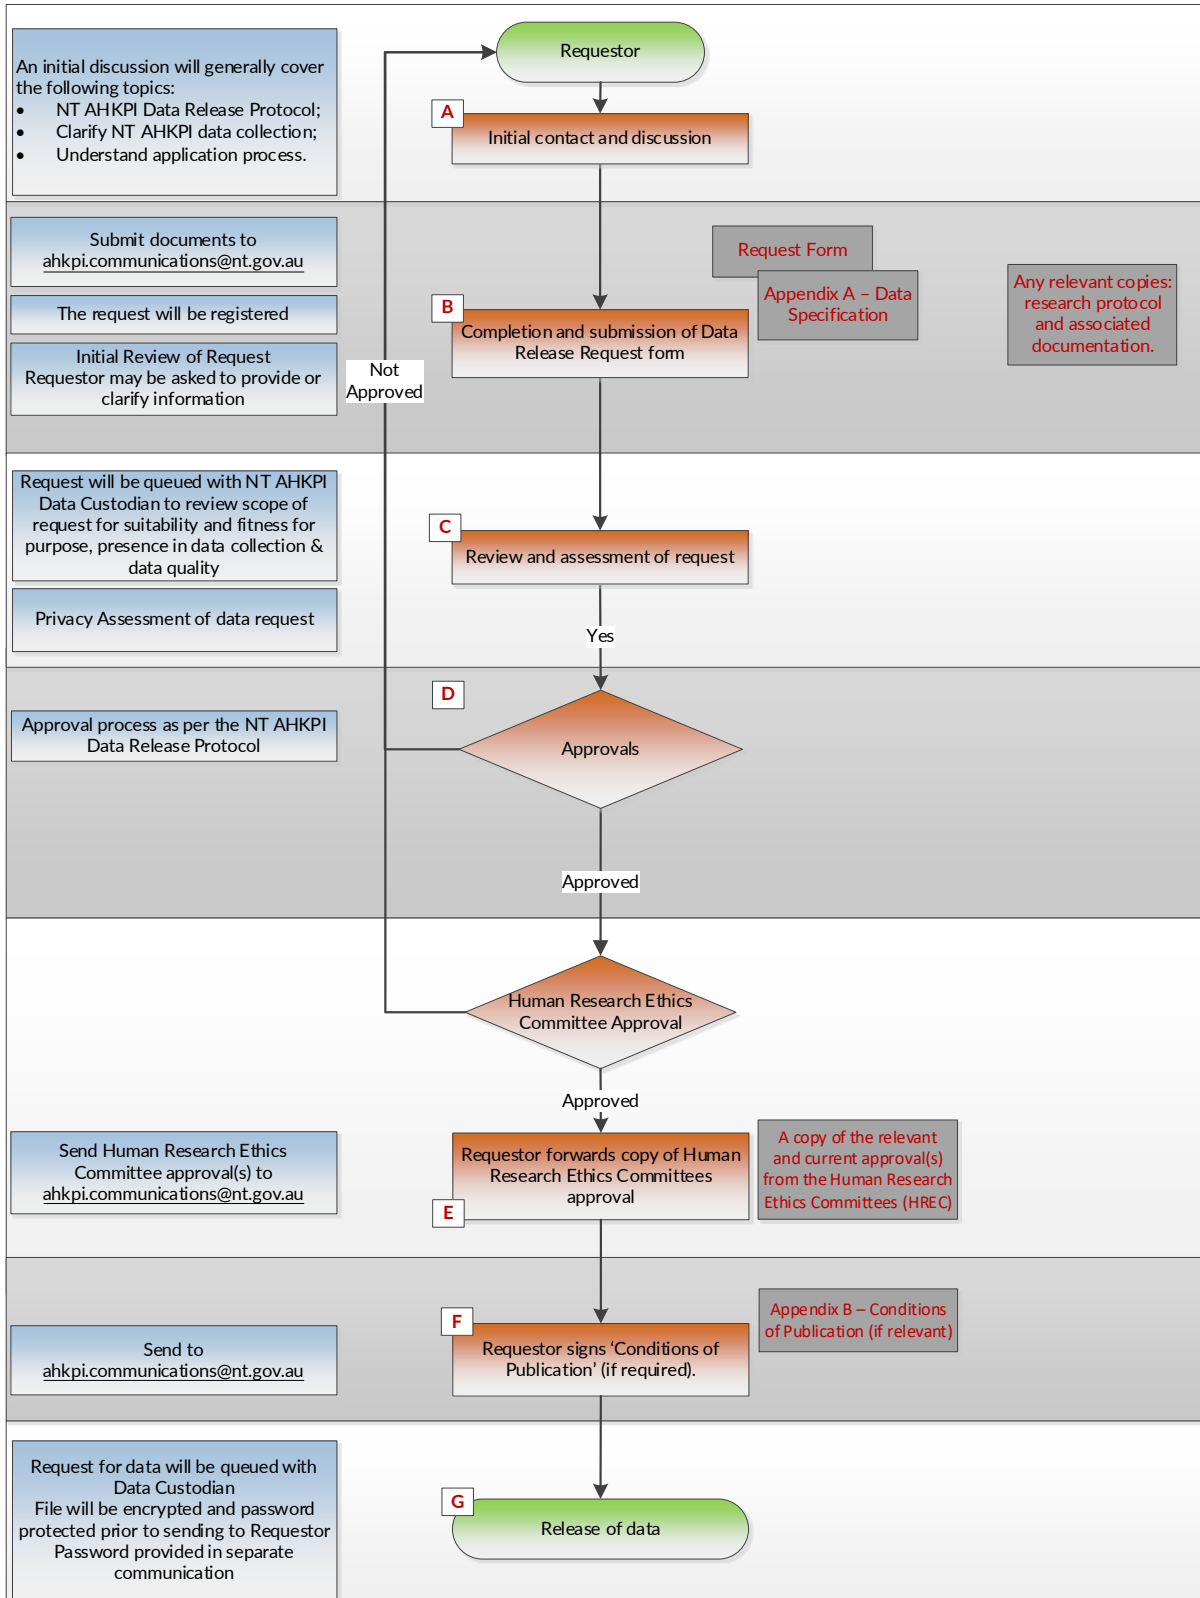 An initial discussion will generally cover
the following topics:
• NT AHKPI Data Release Protocol;
• Clarify NT AHKPI data collection;
• Understand application process.
Requestor
A
Initial contact and discussion
Submit documents to
ahkpi.communications@nt.gov.au
The request will be registered
Initial Review of Request
Requestor may be asked to provide or
clarify information
Not
Approved
B
Completion and submission of Data
Release Request form
Request Form
Appendix A – Data
Specification
Any relevant copies:
research protocol
and associated
documentation.
Request will be queued with NT AHKPI
Data Custodian to review scope of
request for suitability and fitness for
purpose, presence in data collection &
data quality
Privacy Assessment of data request
C
Review and assessment of request
Yes
Approval process as per the NT AHKPI
Data Release Protocol
D
Approvals
Approved
Human Research Ethics
Committee Approval
Approved
Send Human Research Ethics
Committee approval(s) to
ahkpi.communications@nt.gov.au
Requestor forwards copy of Human
Research Ethics Committees
approval
E
A copy of the relevant
and current approval(s)
from the Human Research
Ethics Committees (HREC)
Send to
ahkpi.communications@nt.gov.au
F
Requestor signs ‘Conditions of
Publication’ (if required).
Appendix B – Conditions
of Publication (if relevant)
Request for data will be queued with
Data Custodian
File will be encrypted and password
protected prior to sending to Requestor
Password provided in separate
communication
G
Release of data